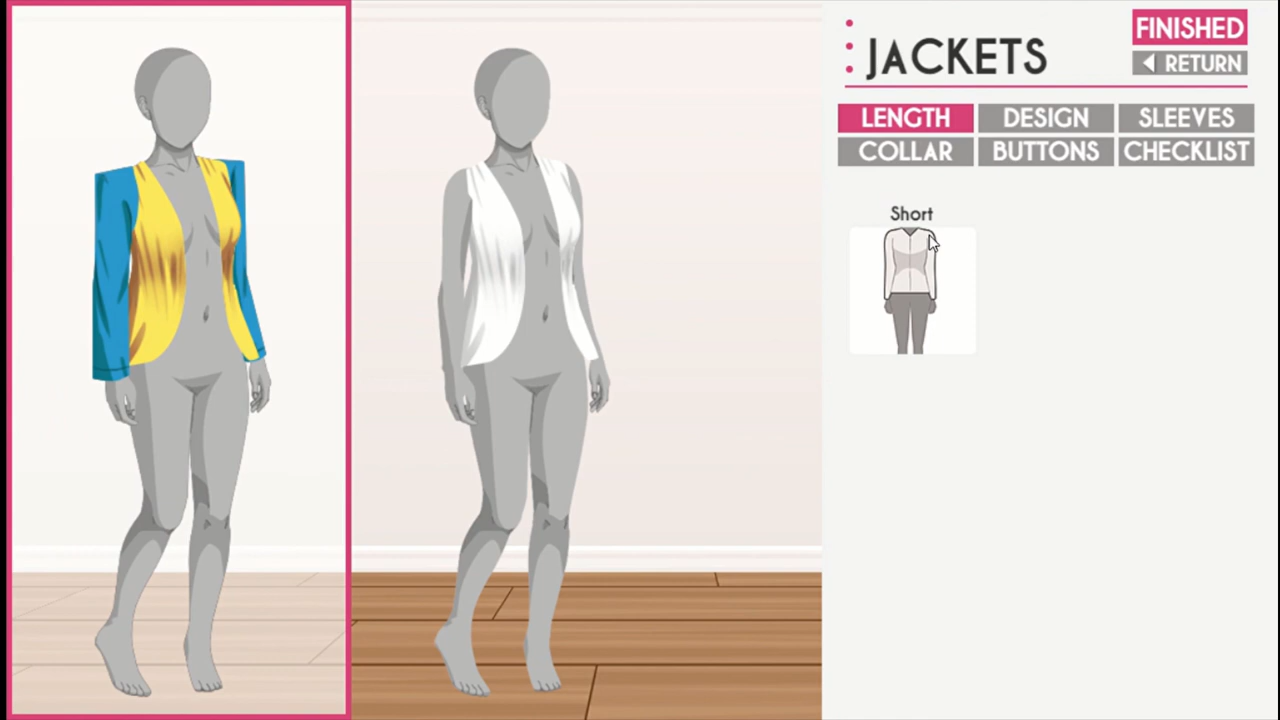 JACKETS
FINISHED
RETURN
LENGTH DESIGN SLEEVES
COLLAR BUTTONS CHECKLIST
Short